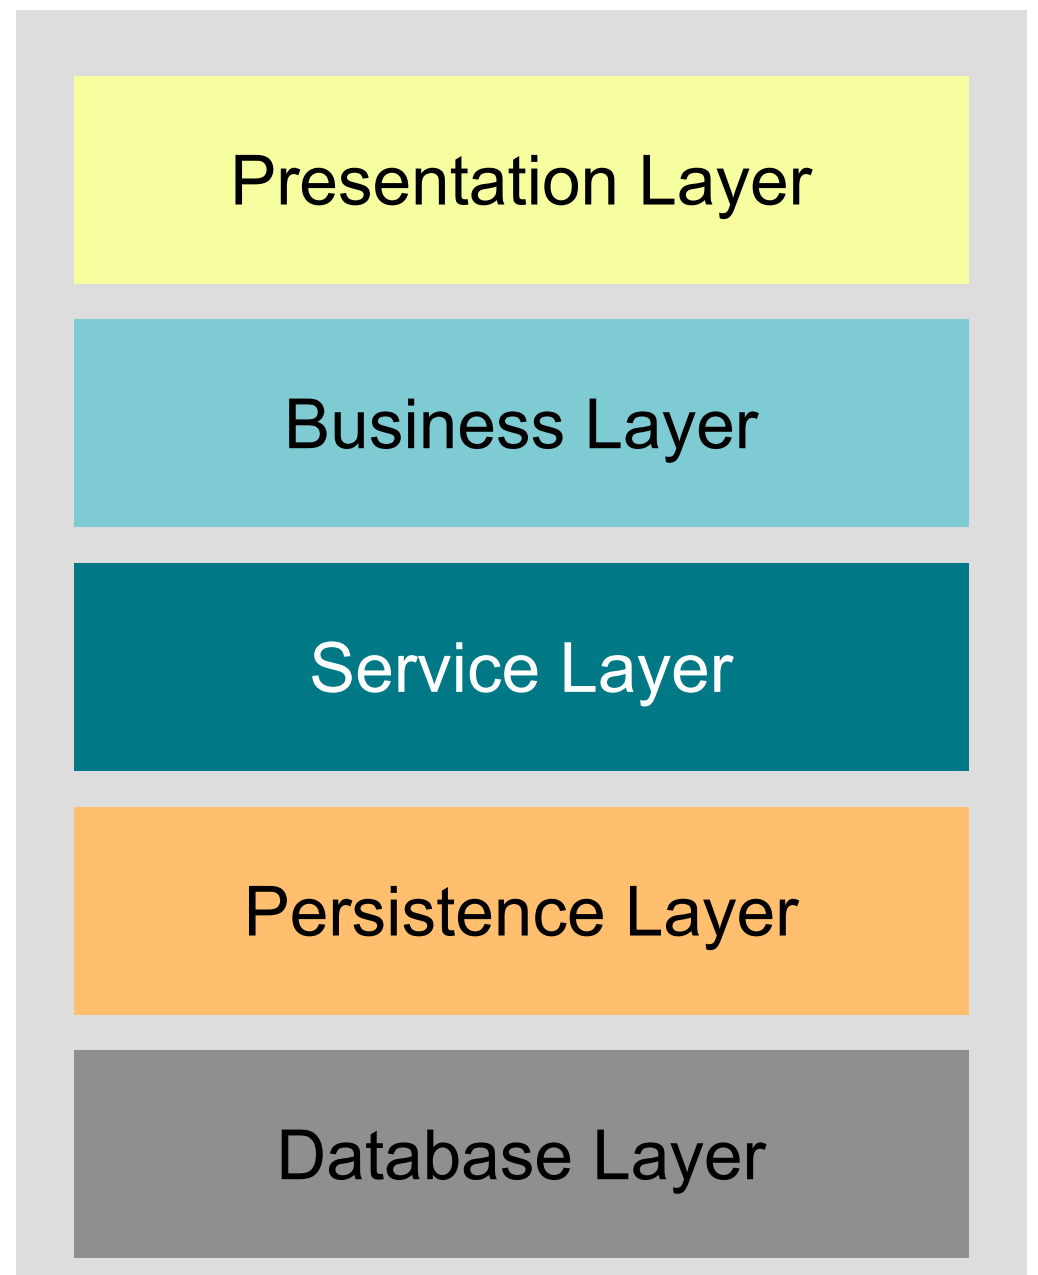 Presentation Layer
Business Layer
Service Layer
Persistence Layer
Database Layer